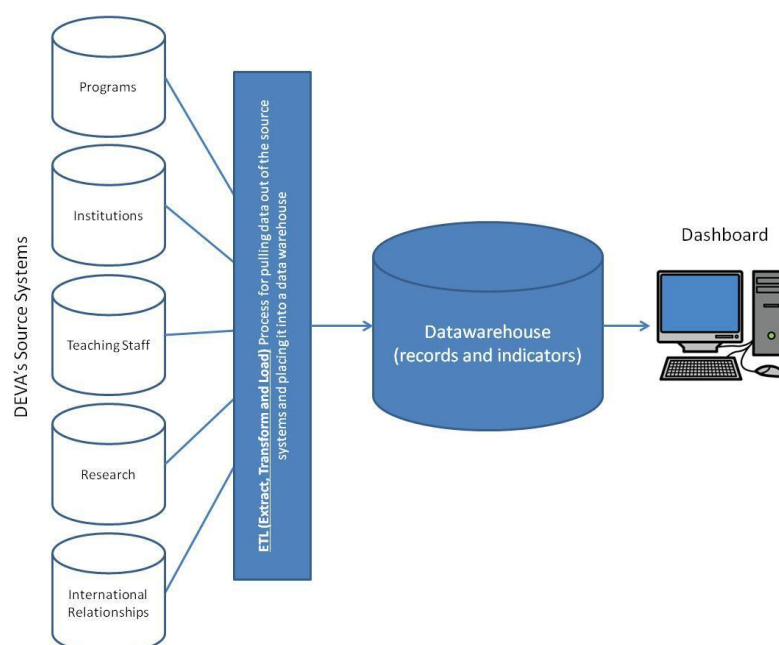 DEVA's Source Systems
Programs
Institutions
Teaching Staff
Research
International
Relationships
ETL (Extract, Transform and Load) Process for pulling data out of the source
systems and placing it into a data warehouse
Datawarehouse
(records and indicators)
Dashboard